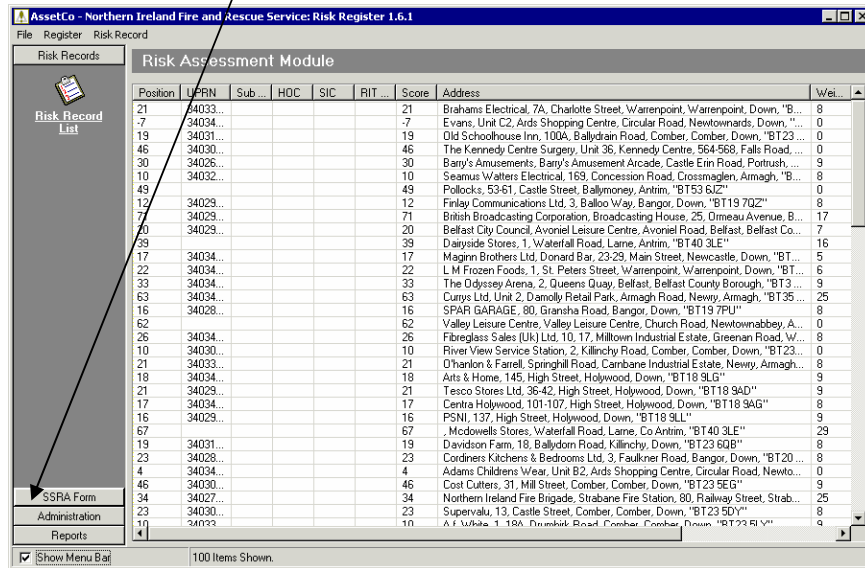 AssetCo - Northern Ireland Fire and Rescue Service: Risk Register 1.6.1
File Register Risk Record
Risk Records
Risk Record
List
SSRA Form
Administration
Reports
Risk Assessment Module
Position UPRN Sub ... HOC SIC RIT ... Score Address Wei...
21 34033... 21 Brahams Electrical, 7A, Charlotte Street, Warrenpoint, Warrenpoint, Down, "B... 8
-7 34034... -7 Evans, Unit C2, Ards Shopping Centre, Circular Road, Newtownards, Down, "... 0
19 34031... 19 Old Schoolhouse Inn, 100A, Ballydrain Road, Comber, Comber, Down, "BT23 ... 0
46 34030... 46 The Kennedy Centre Surgery, Unit 36, Kennedy Centre, 564-568, Falls Road, ... 0
30 34026... 30 Barry's Amusements, Barry's Amusement Arcade, Castle Erin Road, Portrush, ... 9
10 34032... 10 Seamus Watters Electrical, 169, Concession Road, Crossmaglen, Armagh, "B... 8
49 49 Pollocks, 53-61, Castle Street, Ballymoney, Antrim, "BT53 6JZ" 0
12 34029... 12 Finlay Communications Ltd, 3, Balloo Way, Bangor, Down, "BT19 7QZ" 8
71 34029... 71 British Broadcasting Corporation, Broadcasting House, 25, Ormeau Avenue, B... 17
20 34029... 20 Belfast City Council, Avoniel Leisure Centre, Avoniel Road, Belfast, Belfast Co... 7
39 39 Dairyside Stores, 1, Waterfall Road, Larne, Antrim, "BT40 3LE" 16
17 34034... 17 Maginn Brothers Ltd, Donard Bar, 23-29, Main Street, Newcastle, Down, "BT... 5
22 34034... 22 L M Frozen Foods, 1, St. Peters Street, Warrenpoint, Warrenpoint, Down, "BT... 6
33 34034... 33 The Odyssey Arena, 2, Queens Quay, Belfast, Belfast County Borough, "BT3 ... 9
63 34034... 63 Currys Ltd, Unit 2, Damolly Retail Park, Armagh Road, Newry, Armagh, "BT35 ... 25
16 34028... 16 SPAR GARAGE, 80, Gransha Road, Bangor, Down, "BT19 7PU" 8
62 62 Valley Leisure Centre, Valley Leisure Centre, Church Road, Newtownabbey, A... 0
26 34034... 26 Fibreglass Sales (Uk) Ltd, 10, 17, Milltown Industrial Estate, Greenan Road, W... 8
10 34030... 10 River View Service Station, 2, Killinchy Road, Comber, Comber, Down, "BT23... 0
21 34033... 21 O'hanlon & Farrell, Springhill Road, Carnbane Industrial Estate, Newry, Armagh... 8
18 34034... 18 Arts & Home, 145, High Street, Holywood, Down, "BT18 9LG" 9
21 34029... 21 Tesco Stores Ltd, 36-42, High Street, Holywood, Down, "BT18 9AD" 9
17 34034... 17 Centra Holywood, 101-107, High Street, Holywood, Down, "BT18 9AG" 8
16 34029... 16 PSNI, 137, High Street, Holywood, Down, "BT18 9LL" 9
67 67 , Mcdowells Stores, Waterfall Road, Larne, Co Antrim, "BT40 3LE" 29
19 34031... 19 Davidson Farm, 18, Ballydorn Road, Killinchy, Down, "BT23 6QB" 8
23 34028... 23 Cordiners Kitchens & Bedrooms Ltd, 3, Faulkner Road, Bangor, Down, "BT20 ... 8
4 34034... 4 Adams Childrens Wear, Unit B2, Ards Shopping Centre, Circular Road, Newto... 0
46 34030... 46 Cost Cutters, 31, Mill Street, Comber, Comber, Down, "BT23 5EG" 9
34 34027... 34 Northern Ireland Fire Brigade, Strabane Fire Station, 80, Railway Street, Strab... 25
23 34030... 23 Supervalu, 13, Castle Street, Comber, Comber, Down, "BT23 5DY" 8
10 34033 10 A.f. White, 1, 18A, Drumhirk Road, Comber, Comber, Down, "BT23 5LY" 9
Show Menu Bar 100 Items Shown.